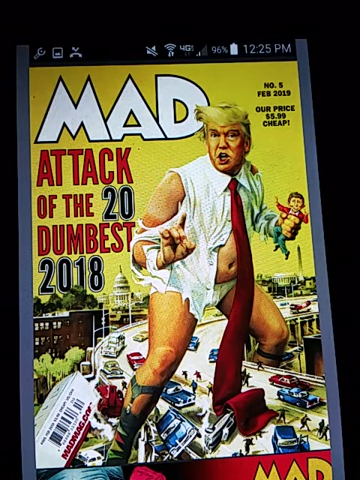 4G
96%
12:25 PM
MAD
NO. 5
FEB 2019
OUR PRICE
$5.99
CHEAP!
ATTACK
OF THE 20
DUMBEST
2018
MADMAG.COM
MAD